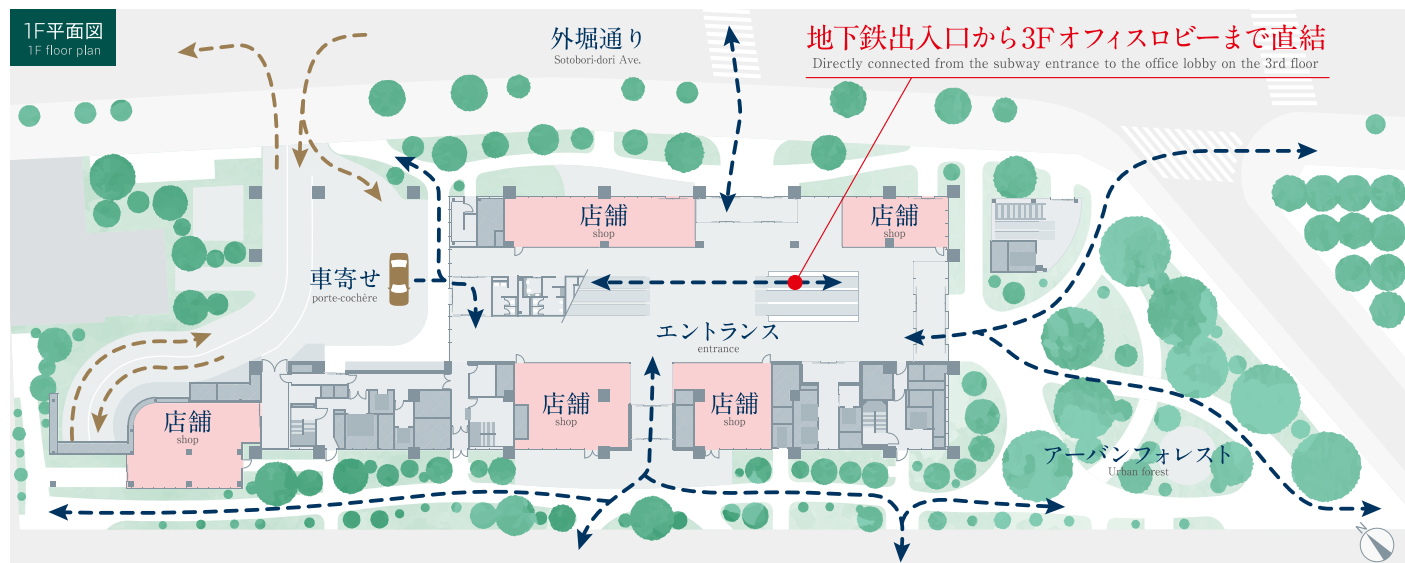 1F平面図
1F floor plan
外堀通り
Sotobori-dori Ave.
地下鉄出入口から3Fオフィスロビーまで直結
Directly connected from the subway entrance to the office lobby on the 3rd floor
店舗
shop
店舗
shop
車寄せ
porte-cochère
エントランス
entrance
店舗
shop
店舗
shop
店舗
shop
アーバンフォレスト
Urban forest
N